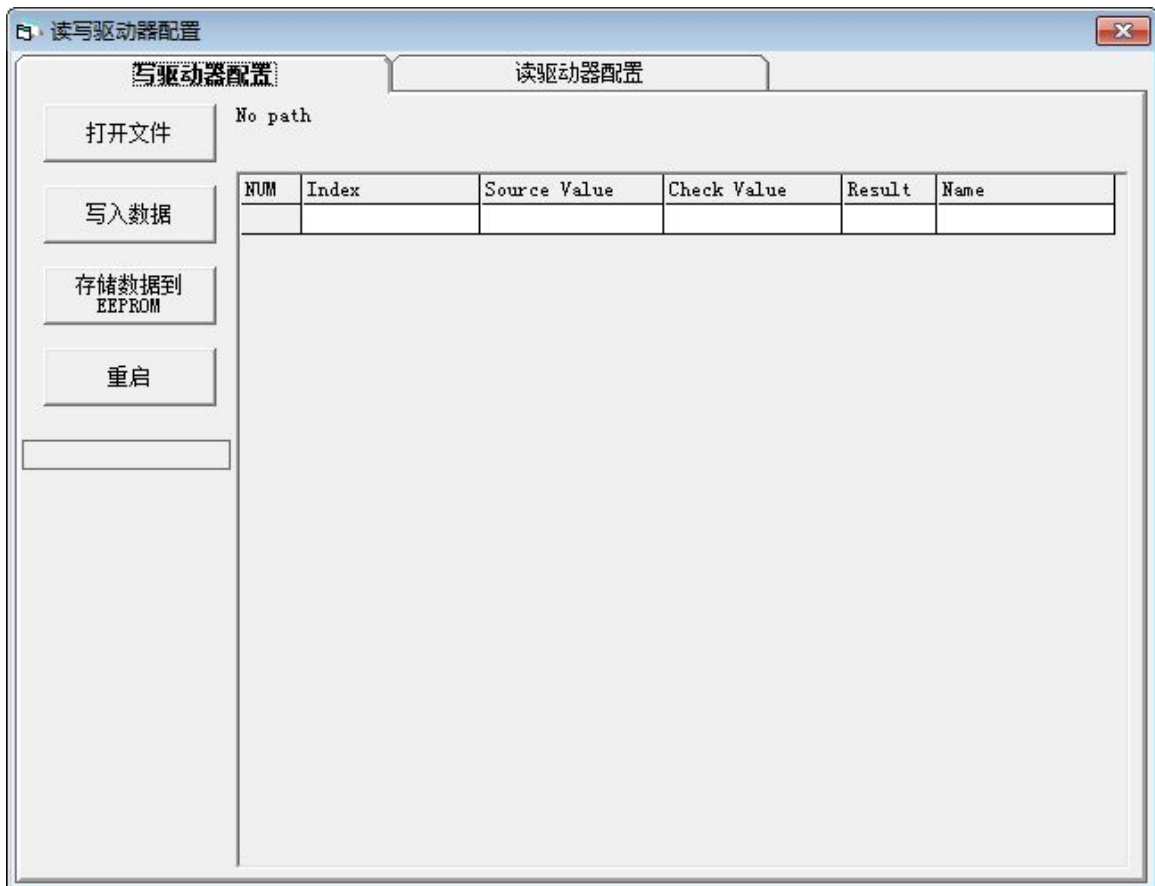 读写驱动器配置
写驱动器配置 读驱动器配置
打开文件
No path
写入数据
NUM Index Source Value Check Value Result Name
存储数据到
EEPROM
重启